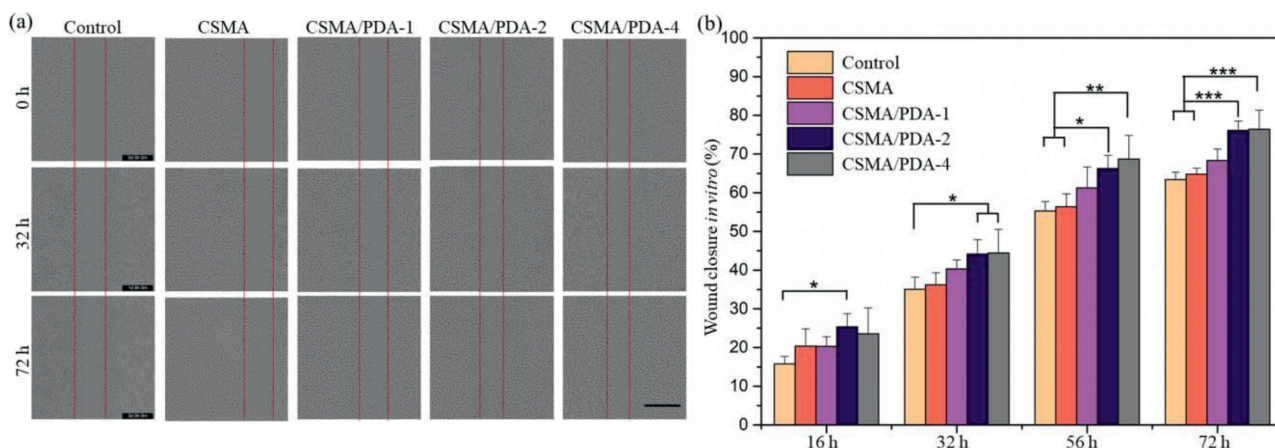 (a)
Control CSMA CSMA/PDA-1 CSMA/PDA-2 CSMA/PDA-4
0 h
32 h
72 h
(b)
100
90
80
70
60
50
40
30
20
10
0
Wound closure in vitro (%)
Control
CSMA
CSMA/PDA-1
CSMA/PDA-2
CSMA/PDA-4
*
*
**
*
***
***
16 h 32 h 56 h 72 h